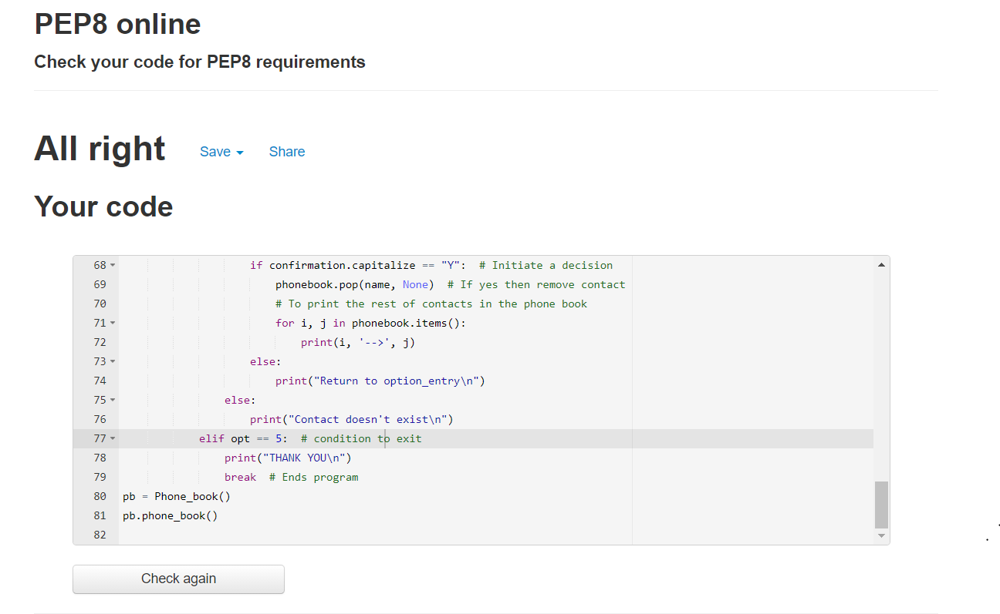 PEP8 online
Check your code for PEP8 requirements
All right Save Share
Your code
68 if confirmation.capitalize == "Y":  # Initiate a decision
69 phonebook.pop(name, None)  # If yes then remove contact
70 # To print the rest of contacts in the phone book
71 for i, j in phonebook.items():
72 print(i, '-->', j)
73 else:
74 print("Return to option_entry\n")
75 else:
76 print("Contact doesn't exist\n")
77 elif opt == 5:  # condition to exit
78 print("THANK YOU\n")
79 break  # Ends program
80 pb = Phone_book()
81 pb.phone_book()
82
Check again